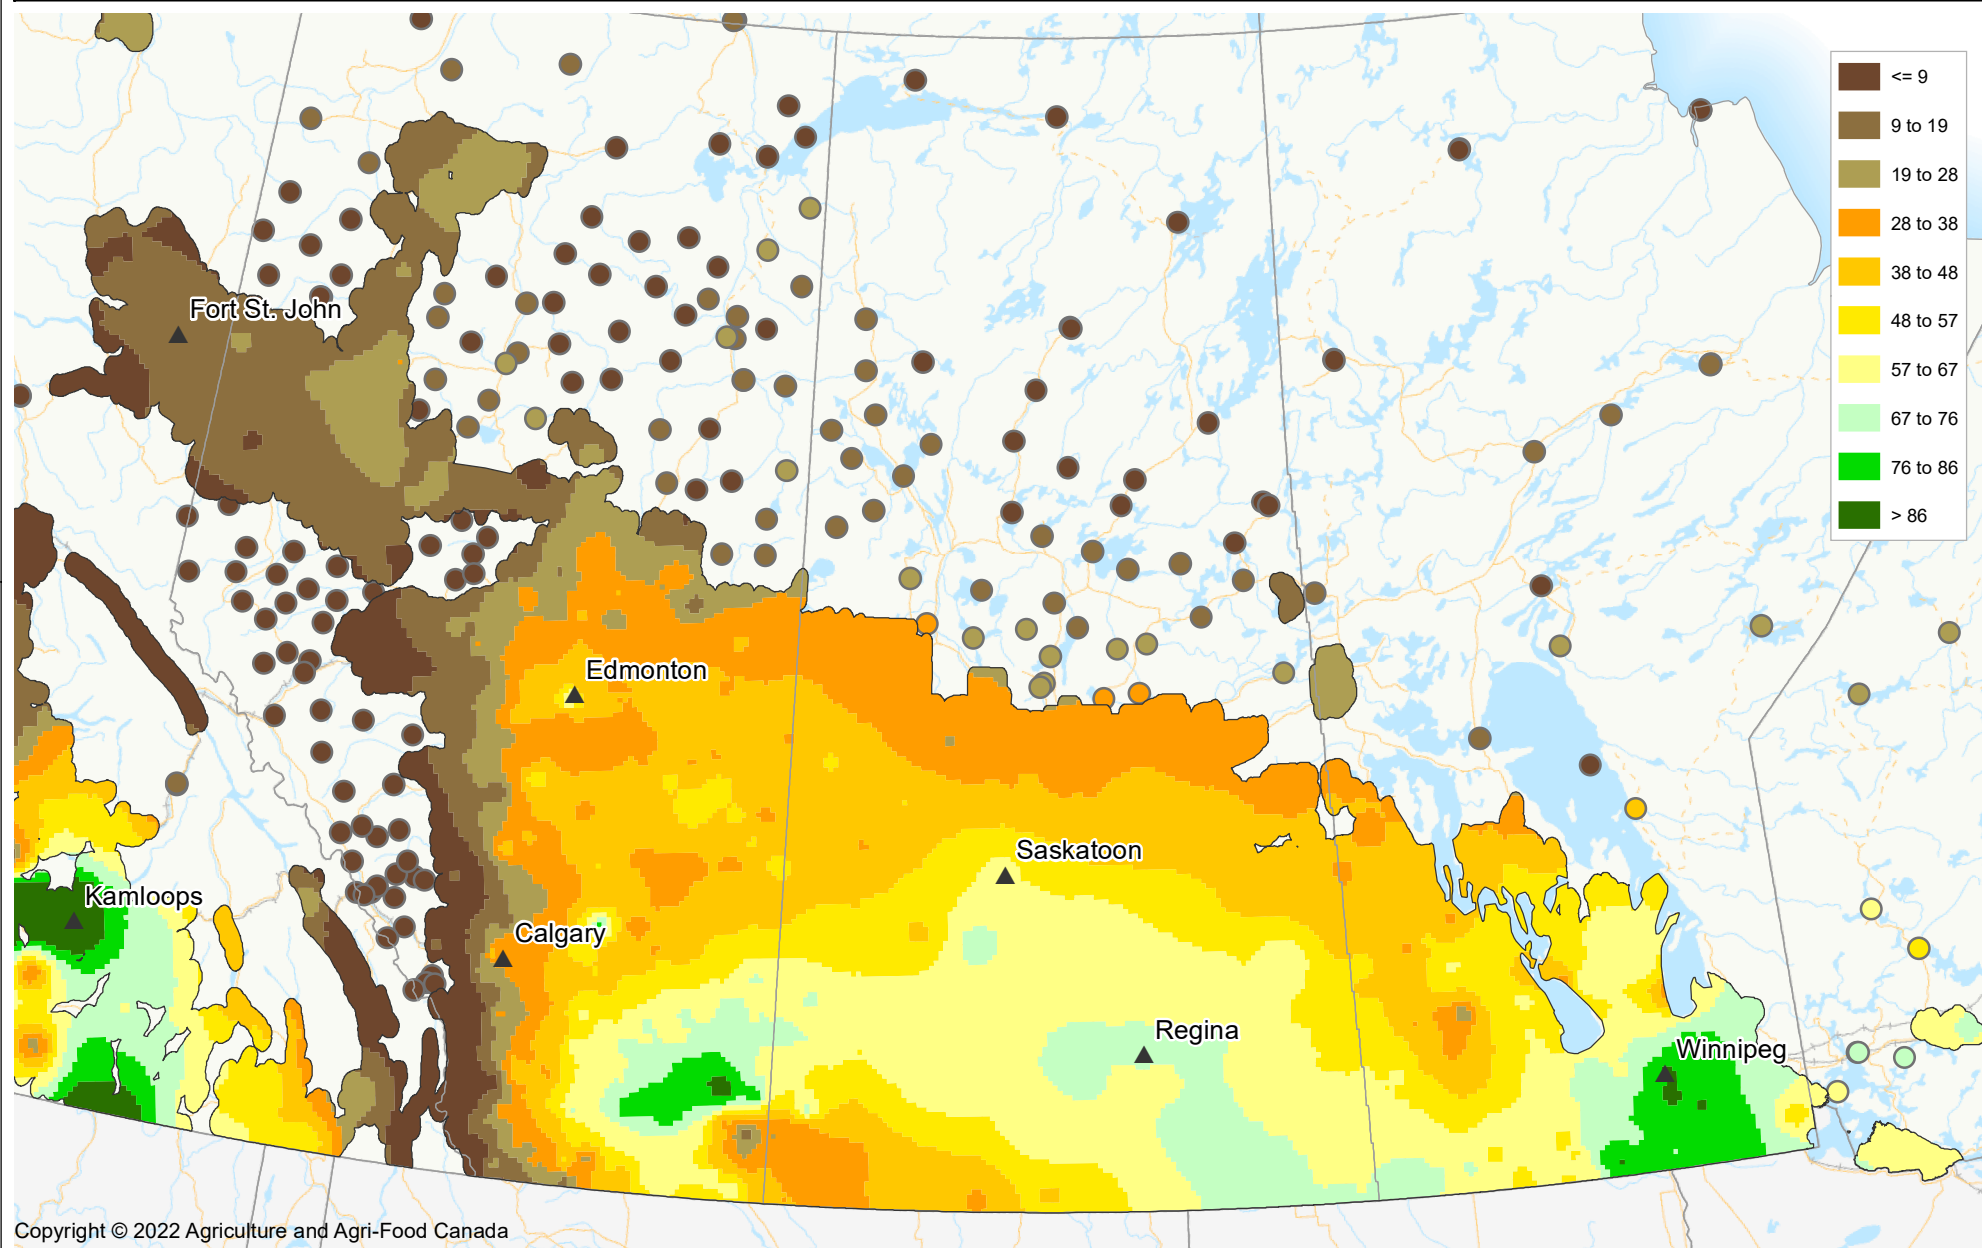 <= 9
9 to 19
19 to 28
28 to 38
38 to 48
48 to 57
57 to 67
67 to 76
76 to 86
> 86
Fort St. John
Edmonton
Saskatoon
Kamloops
Calgary
Regina
Winnipeg
Copyright © 2022 Agriculture and Agri-Food Canada